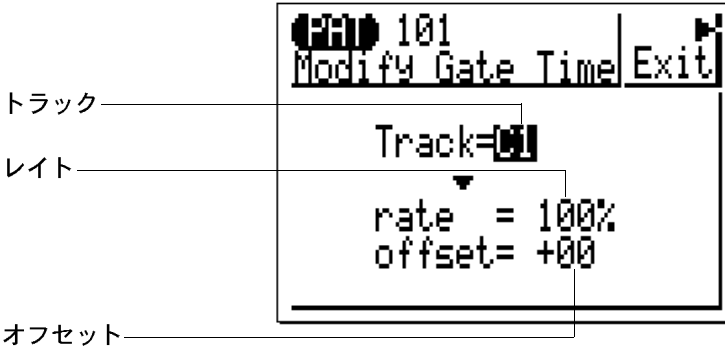 PAT 101
Modify Gate Time Exit
トラック
Track=C1
レイト
rate = 100%
offset= +00
オフセット